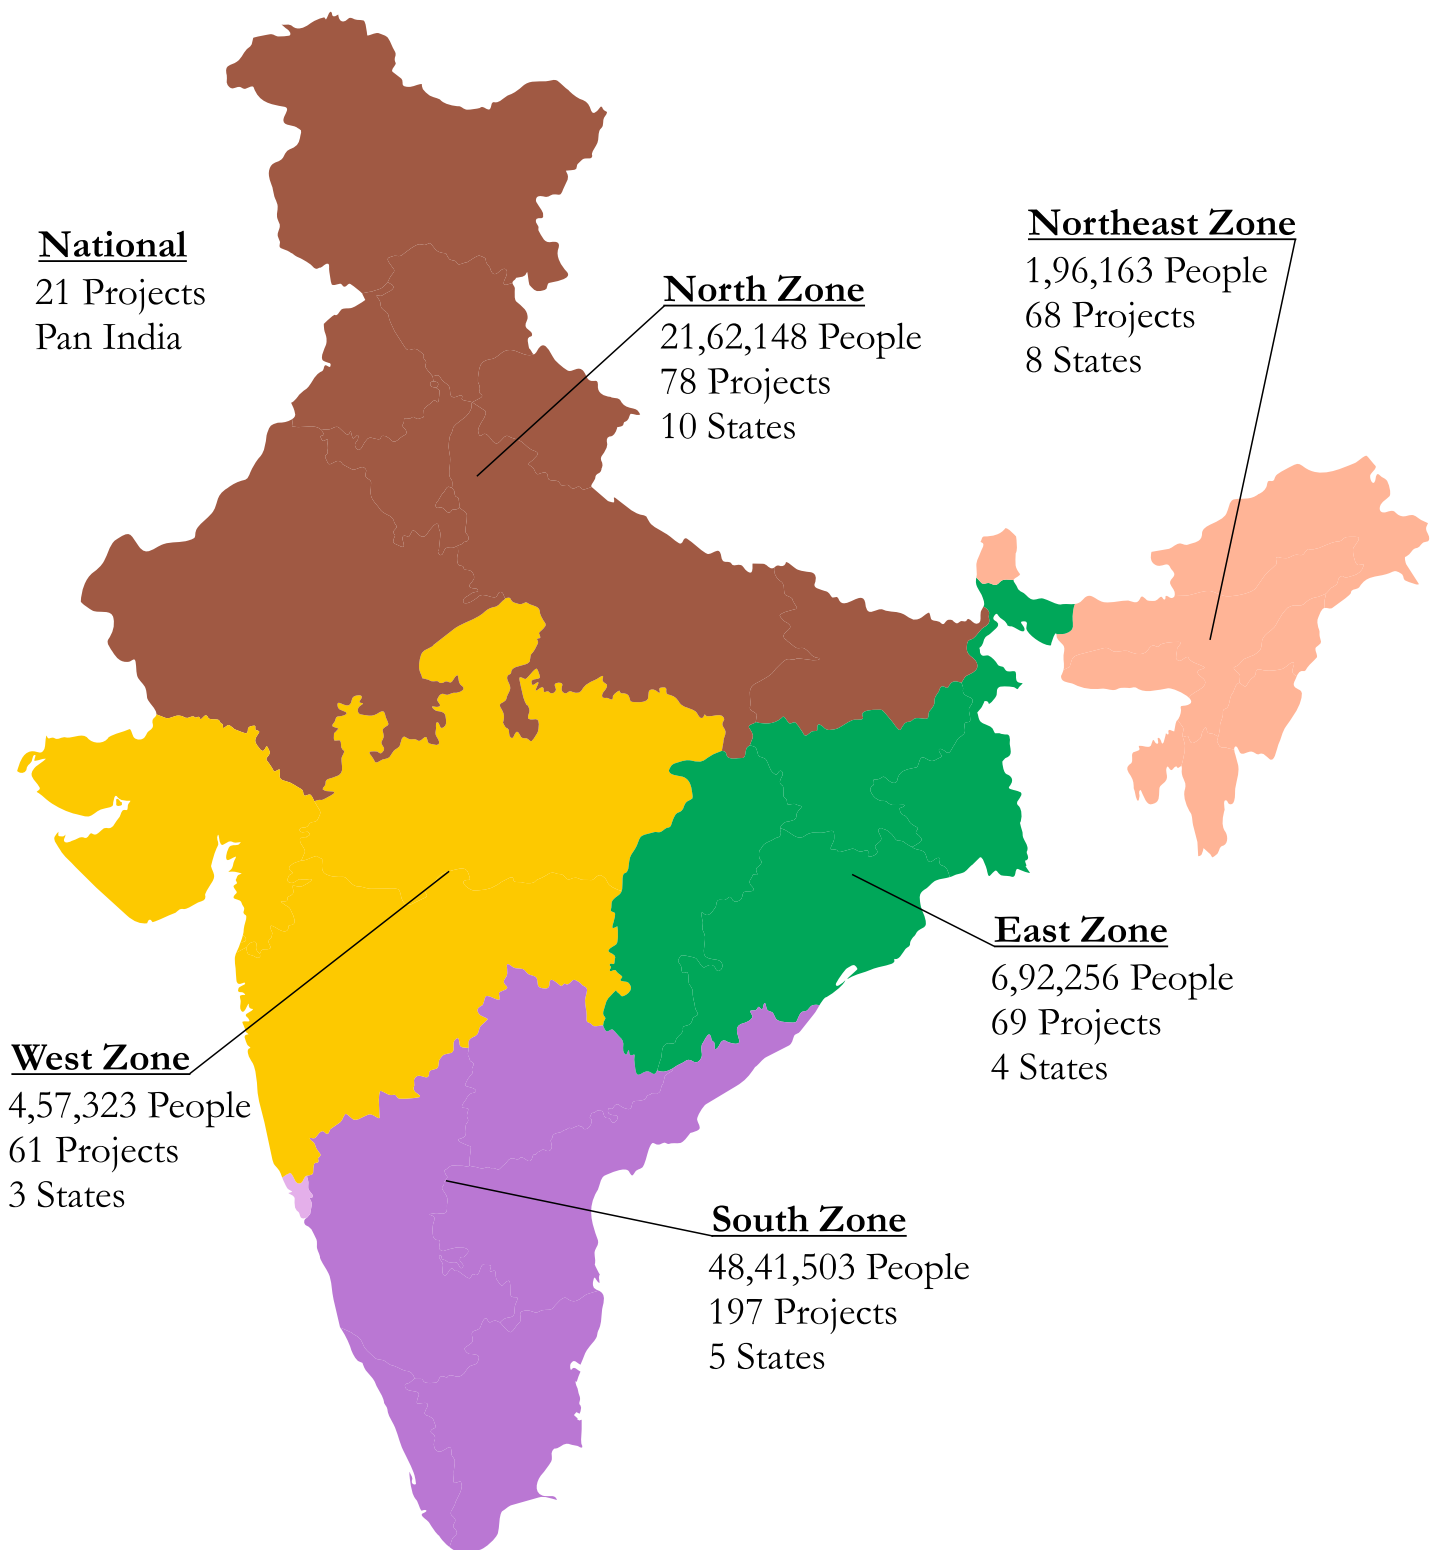 National
21 Projects
Pan India
Northeast Zone
1,96,163 People
68 Projects
8 States
North Zone
21,62,148 People
78 Projects
10 States
East Zone
6,92,256 People
69 Projects
4 States
West Zone
4,57,323 People
61 Projects
3 States
South Zone
48,41,503 People
197 Projects
5 States